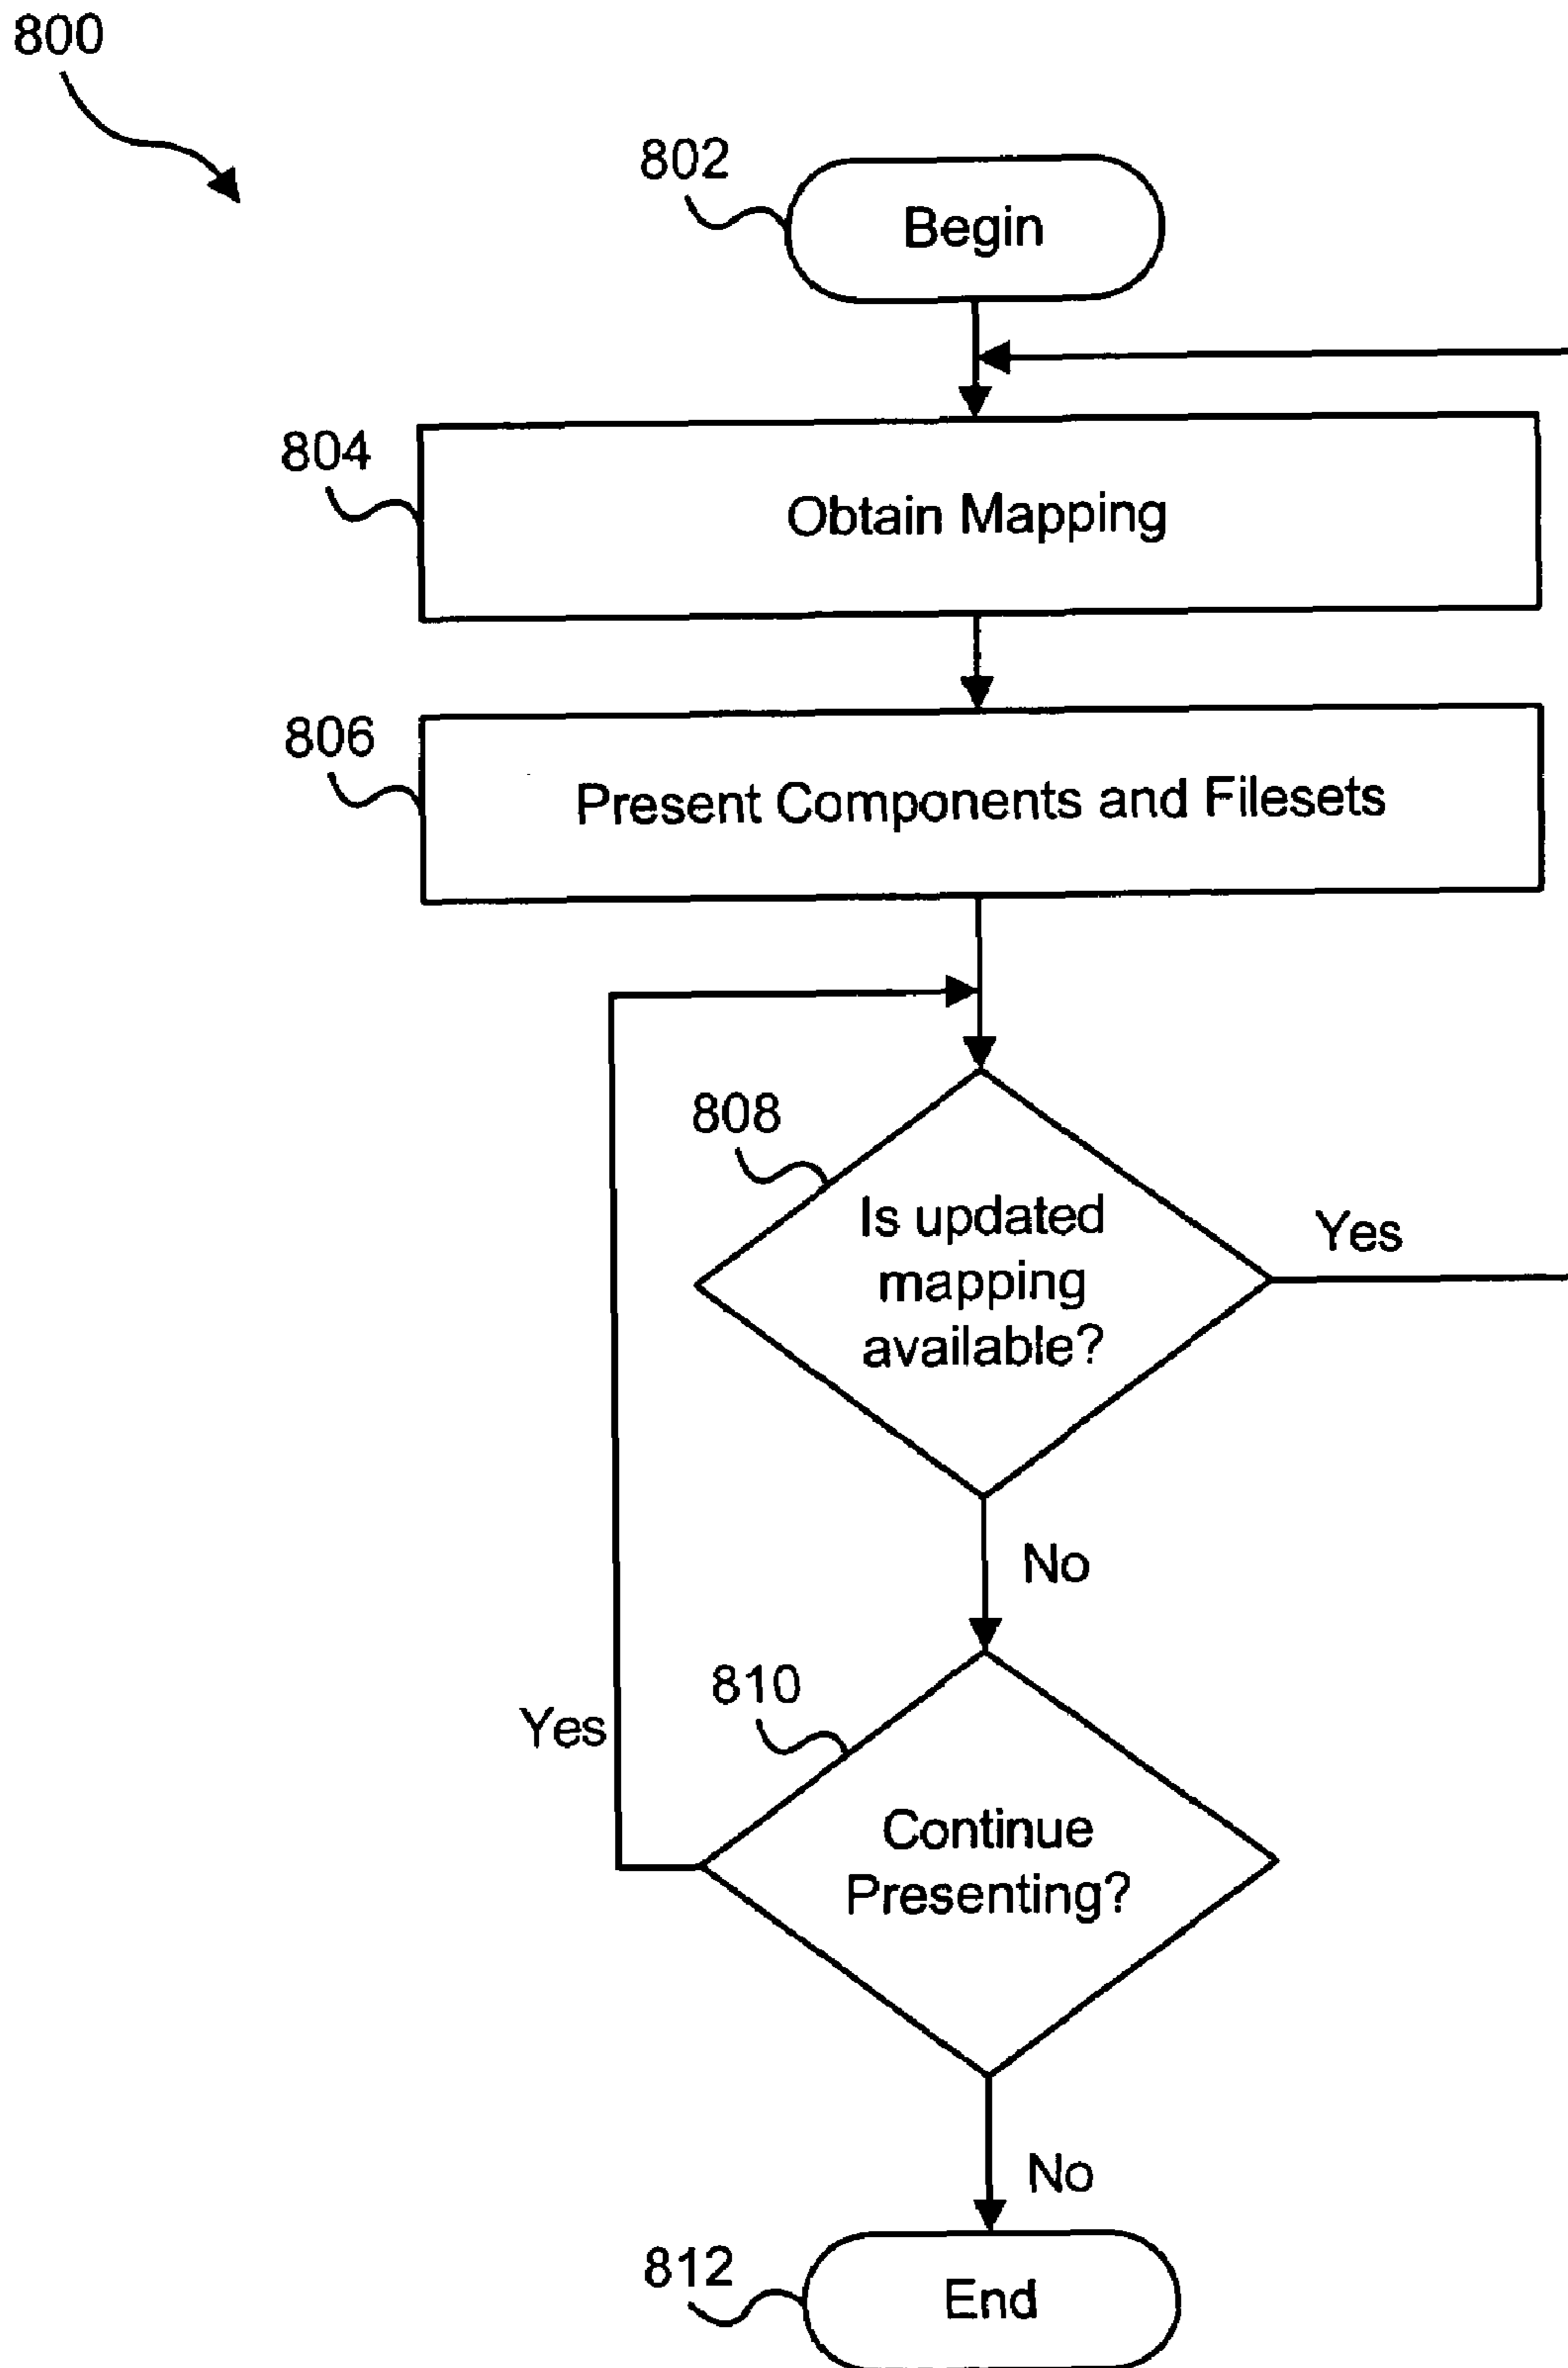 800
802
Begin
804
Obtain Mapping
806
Present Components and Filesets
808
Is updated
mapping
available?
Yes
No
810
Yes
Continue
Presenting?
No
812
End